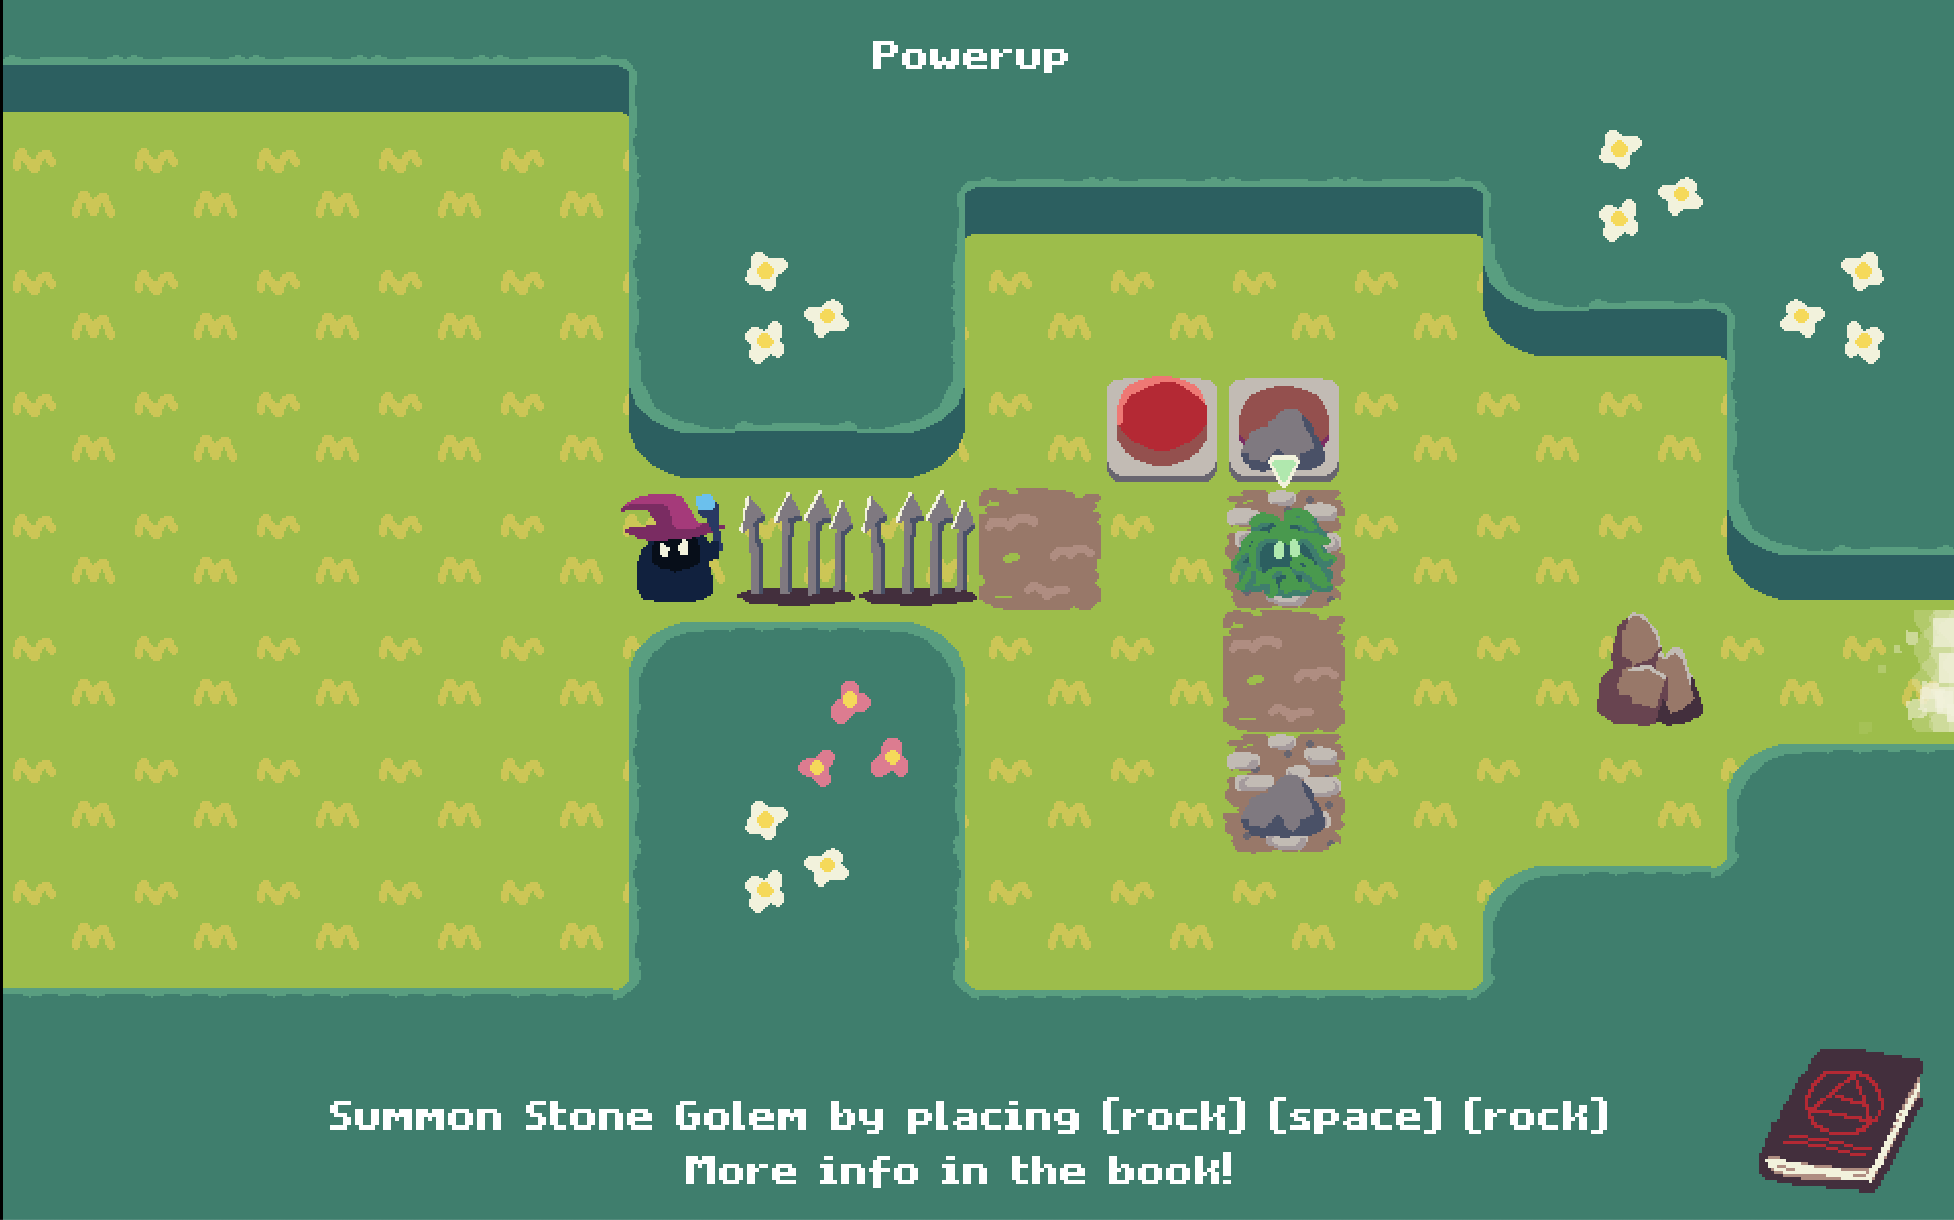 Powerup
Summon Stone Golem by placing [rock] [space] [rock]
More info in the book!